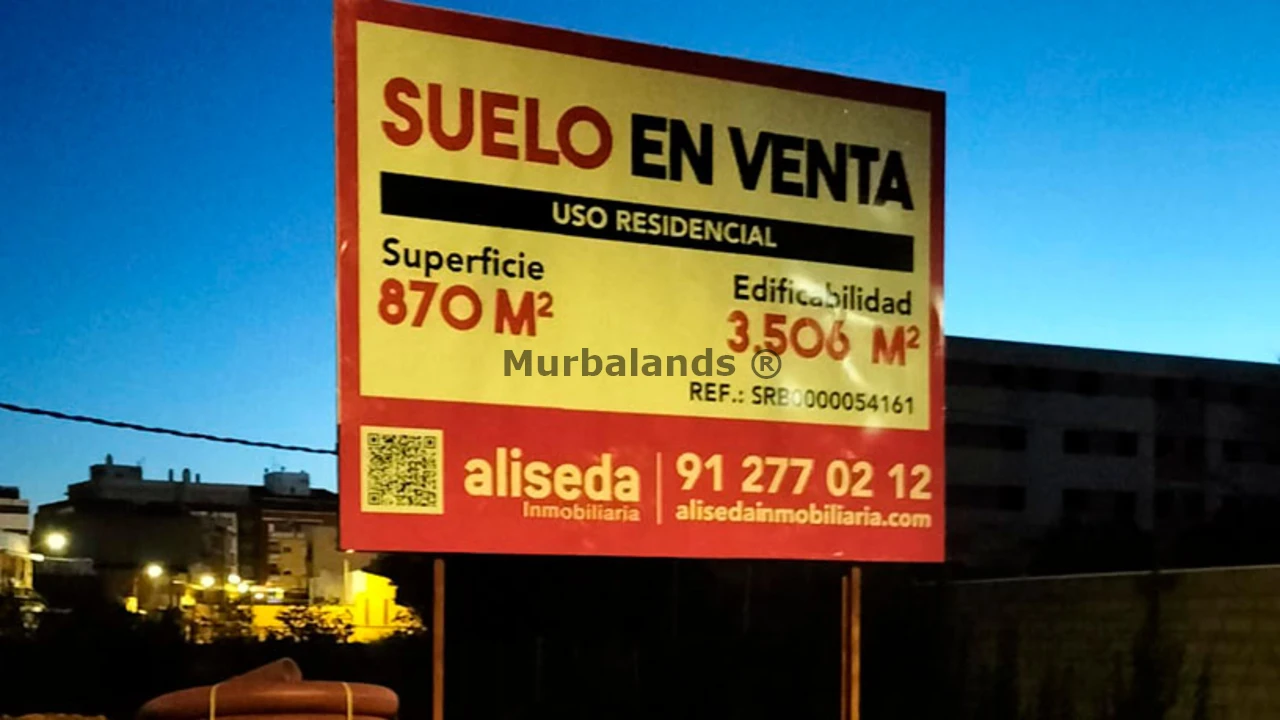 SUELO EN VENTA
USO RESIDENCIAL
Superficie
870 M²
Edificabilidad
3.506 M²
Murbalands ®
REF.: SRB0000054161
aliseda
Inmobiliaria
91 277 02 12
alisedainmobiliaria.com